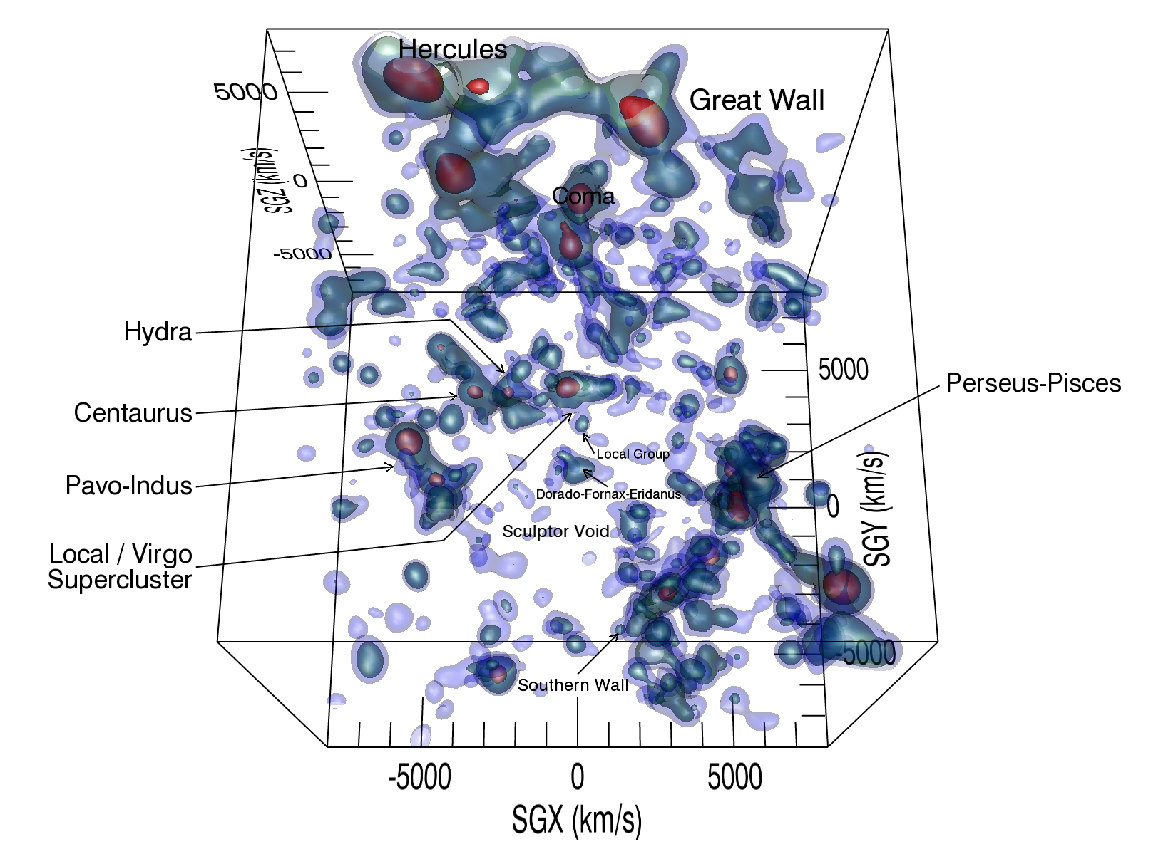 Hercules
5000
Great Wall
SGZ (km/s)
0
Coma
-5000
Hydra
5000
Perseus-Pisces
Centaurus
Local Group
Pavo-Indus
Dorado-Fornax-Eridanus
0
SGY (km/s)
Sculptor Void
Local / Virgo
Supercluster
-5000
Southern Wall
-5000
0
5000
SGX (km/s)